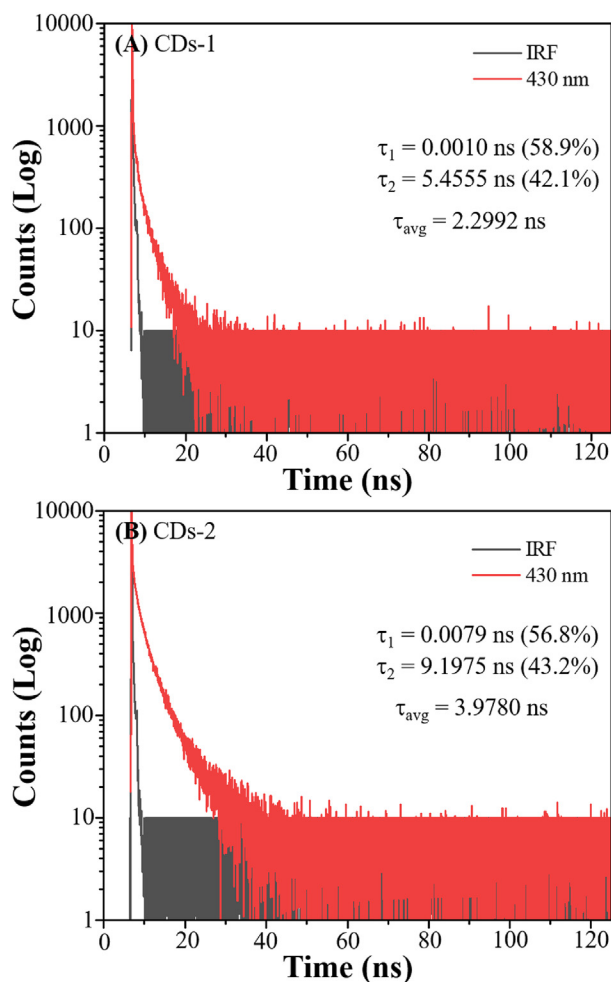 (A) CDs-1
IRF
430 nm
τ₁ = 0.0010 ns (58.9%)
τ₂ = 5.4555 ns (42.1%)
τavg = 2.2992 ns
Counts (Log)
10000
1000
100
10
1
0 20 40 60 80 100 120
Time (ns)
(B) CDs-2
IRF
430 nm
τ₁ = 0.0079 ns (56.8%)
τ₂ = 9.1975 ns (43.2%)
τavg = 3.9780 ns
Counts (Log)
10000
1000
100
10
1
0 20 40 60 80 100 120
Time (ns)